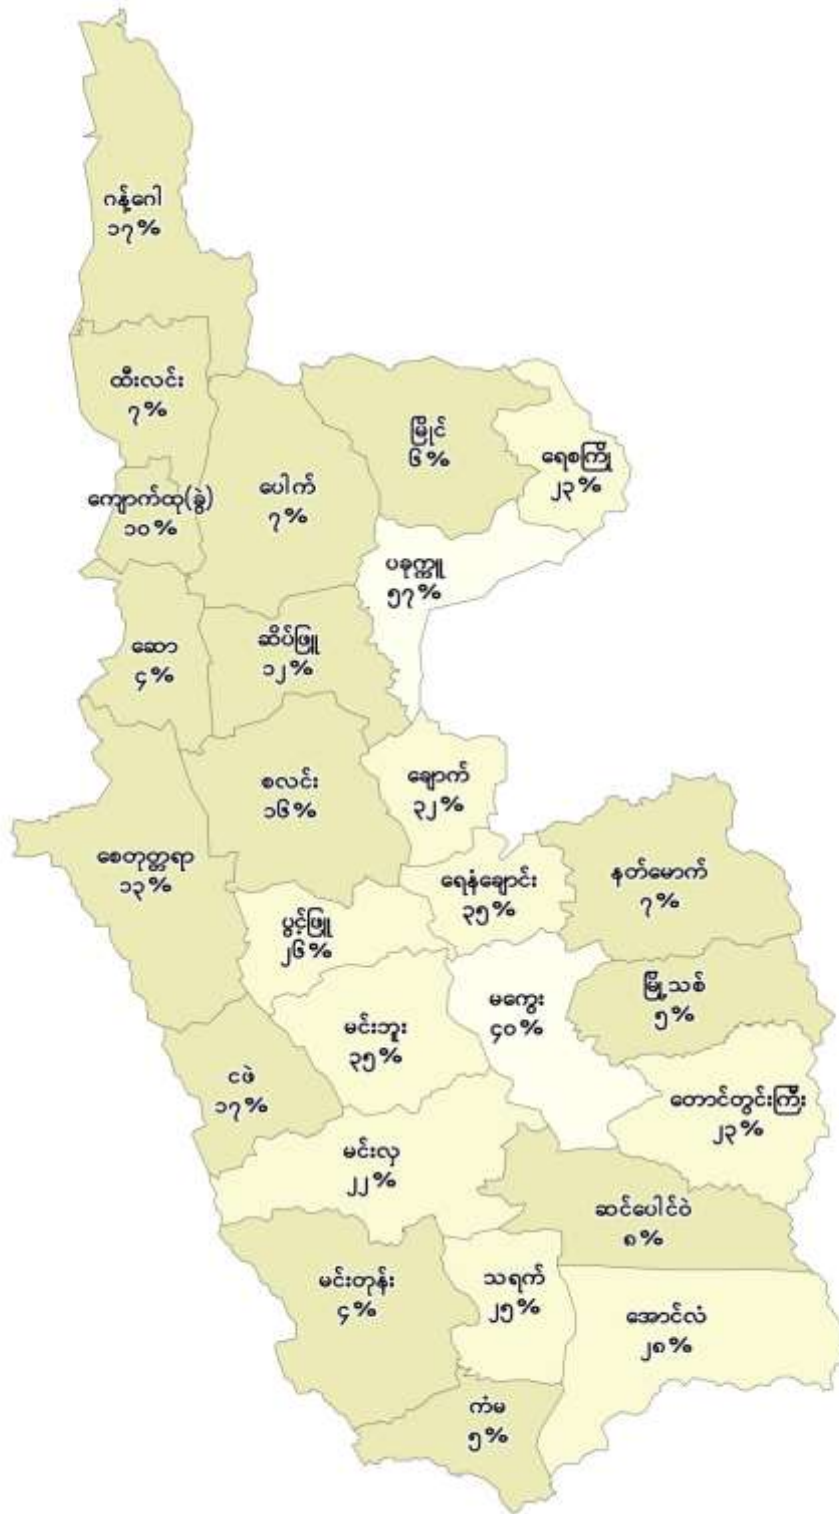 ဂန့်ဂေါ
၁၇%
ထီးလင်း
၇%
မြိုင်
၆%
ရေစကြို
၂၃%
ကျောက်ထု(ခွဲ)
၁၀%
ပေါက်
၇%
ပခုက္ကူ
၅၇%
ဆော
၄%
ဆိပ်ဖြူ
၁၂%
စလင်း
၁၆%
ချောက်
၃၂%
စေတုတ္တရာ
၁၃%
ရေနံချောင်း
၃၅%
နတ်မောက်
၇%
ပွင့်ဖြူ
၂၆%
မကွေး
၄၀%
မြို့သစ်
၅%
မင်းဘူး
၃၅%
ငဖဲ
၁၇%
တောင်တွင်းကြီး
၂၃%
မင်းလှ
၂၂%
ဆင်ပေါင်ဝဲ
၈%
မင်းတုန်း
၄%
သရက်
၂၅%
အောင်လံ
၂၈%
ကံမ
၅%